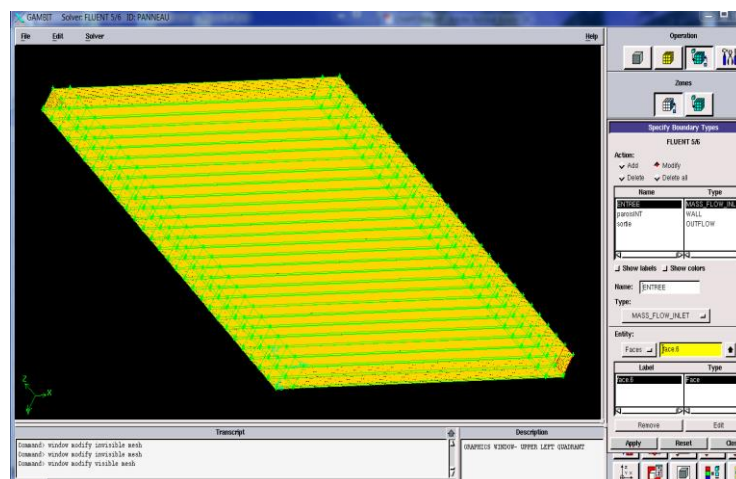 GAMBIT Solver: FLUENT 5/6 ID: PANNEAU
File Edit Solver Help
Operation
Zones
Specify Boundary Types
FLUENT 5/6
Action:
Add Modify
Delete Delete all
Name Type
ENTREE MASS_FLOW_INL
paroisINT WALL
sortie OUTFLOW
Show labels Show colors
Name: ENTREE
Type:
MASS_FLOW_INLET
Entity:
Faces face.6
Label Type
face.6 Face
Remove Edit
Apply Reset Clos
Z
X
Transcript
Command> window modify invisible mesh
Command> window modify invisible mesh
Command> window modify visible mesh
Description
GRAPHICS WINDOW- UPPER LEFT QUADRANT